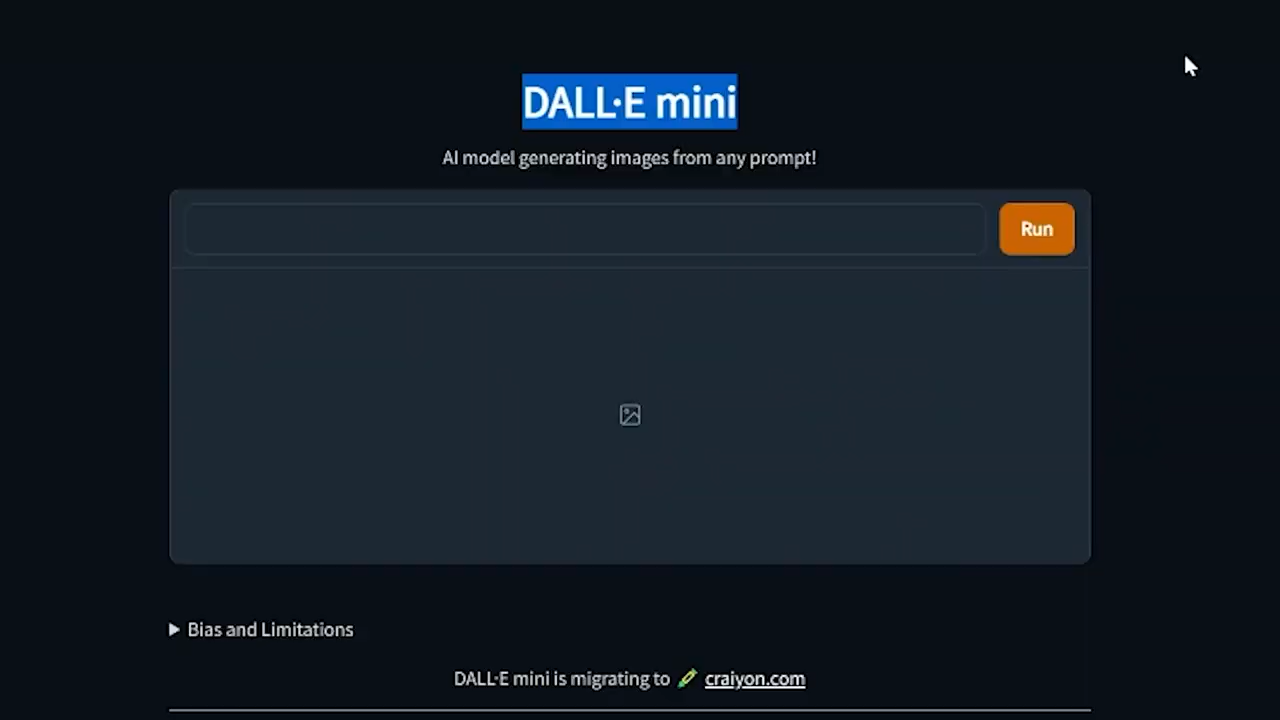 DALL·E mini
AI model generating images from any prompt!
Run
Bias and Limitations
DALL·E mini is migrating to craiyon.com